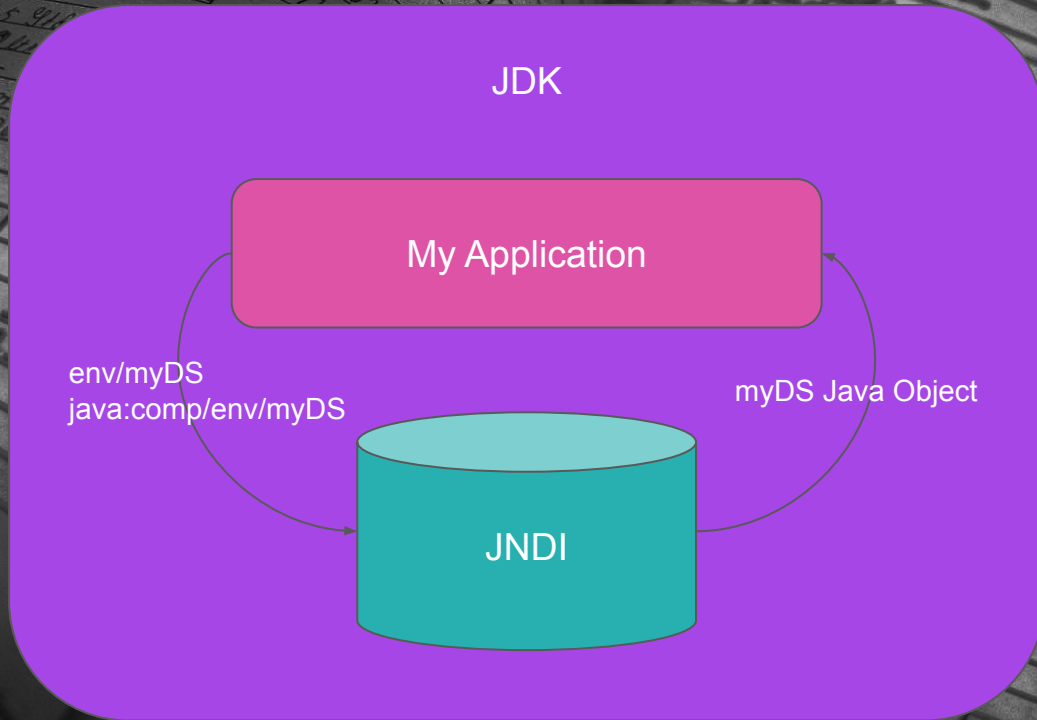 JDK
My Application
env/myDS
java:comp/env/myDS
myDS Java Object
JNDI